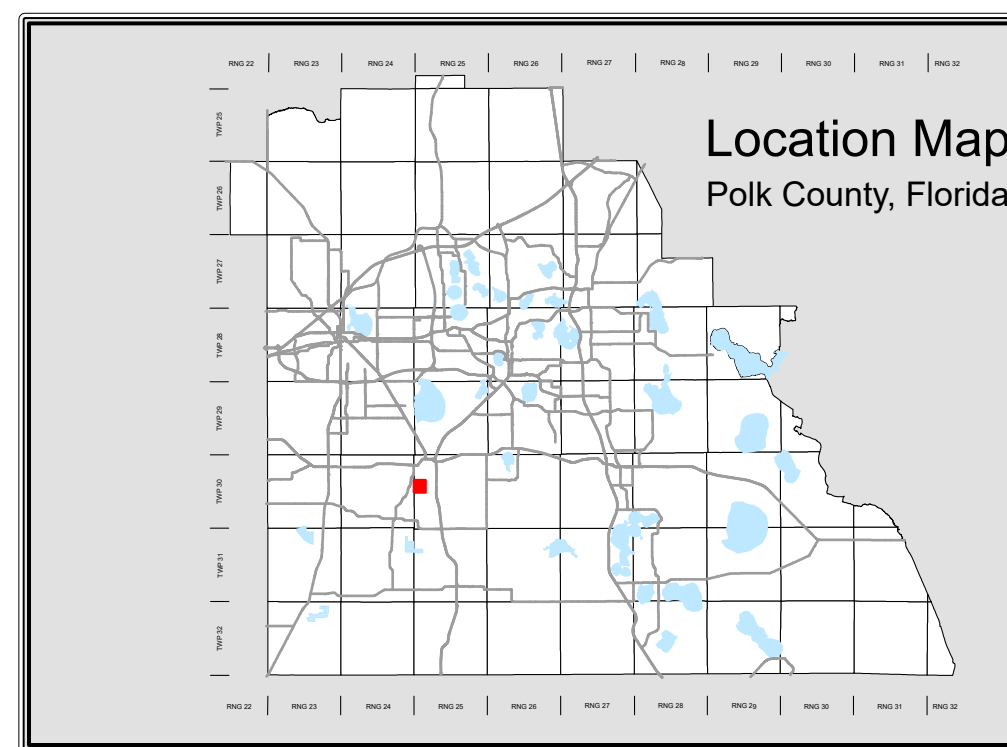 RNG 22 RNG 23 RNG 24 RNG 25 RNG 26 RNG 27 RNG 28 RNG 29 RNG 30 RNG 31 RNG 32
Location Map
Polk County, Florida
TWP 25
TWP 26
TWP 27
TWP 28
TWP 29
TWP 30
TWP 31
TWP 32
RNG 22 RNG 23 RNG 24 RNG 25 RNG 26 RNG 27 RNG 28 RNG 29 RNG 30 RNG 31 RNG 32